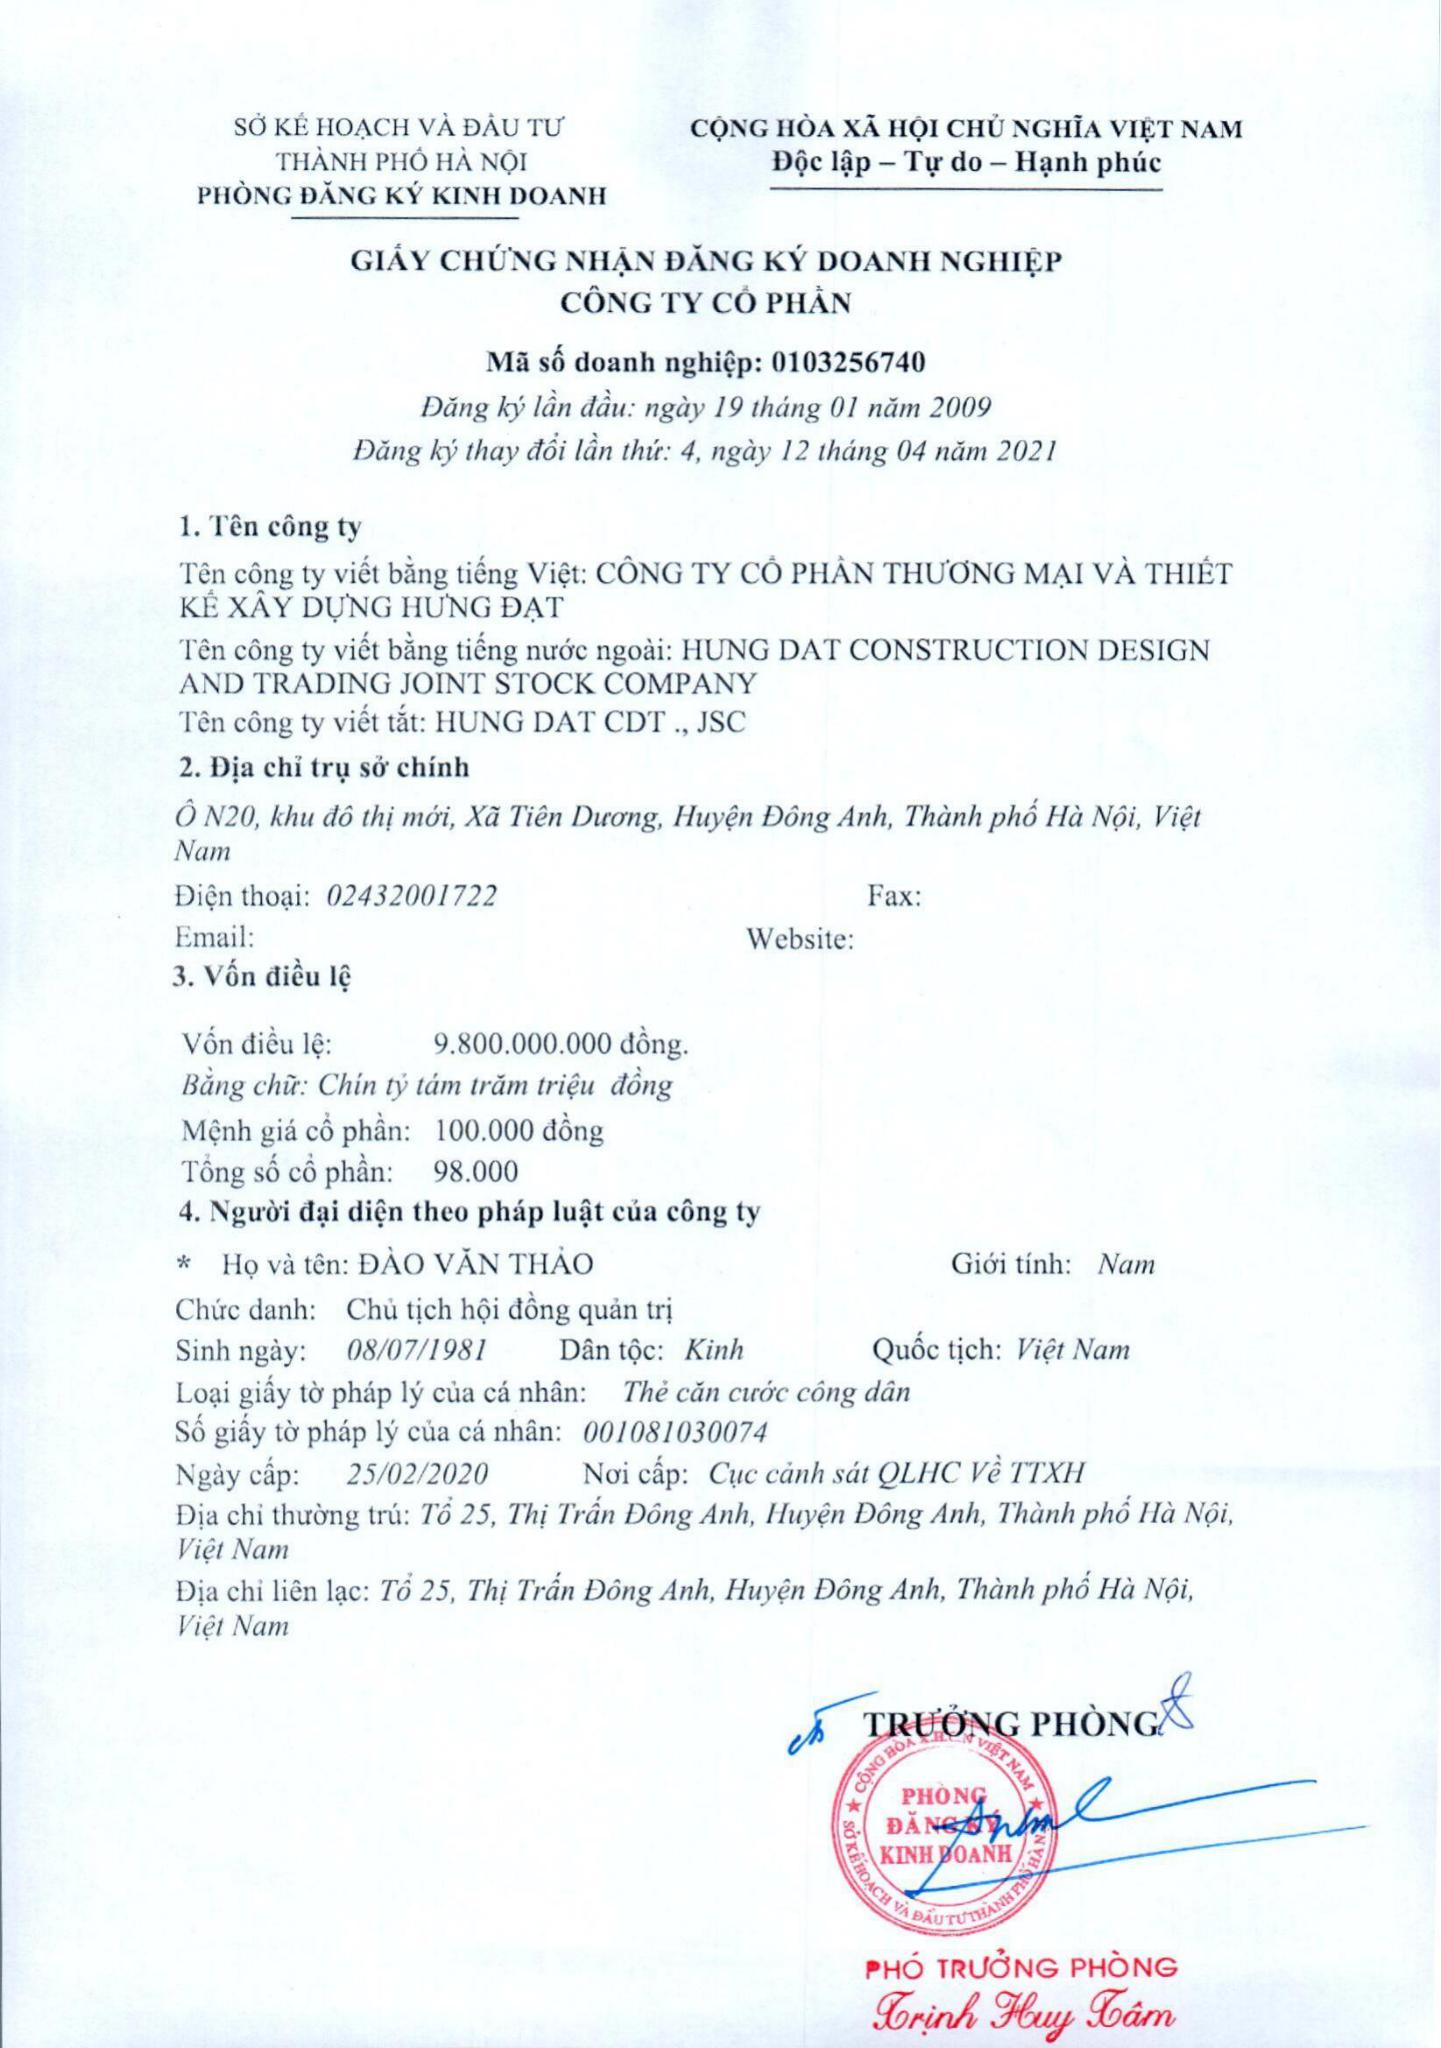 SỞ KẾ HOẠCH VÀ ĐẦU TƯ
THÀNH PHỐ HÀ NỘI
PHÒNG ĐĂNG KÝ KINH DOANH
CỘNG HÒA XÃ HỘI CHỦ NGHĨA VIỆT NAM
Độc lập – Tự do – Hạnh phúc
GIẤY CHỨNG NHẬN ĐĂNG KÝ DOANH NGHIỆP
CÔNG TY CỔ PHẦN
Mã số doanh nghiệp: 0103256740
Đăng ký lần đầu: ngày 19 tháng 01 năm 2009
Đăng ký thay đổi lần thứ: 4, ngày 12 tháng 04 năm 2021
1. Tên công ty
Tên công ty viết bằng tiếng Việt: CÔNG TY CỔ PHẦN THƯƠNG MẠI VÀ THIẾT
KẾ XÂY DỰNG HƯNG ĐẠT
Tên công ty viết bằng tiếng nước ngoài: HUNG DAT CONSTRUCTION DESIGN
AND TRADING JOINT STOCK COMPANY
Tên công ty viết tắt: HUNG DAT CDT ., JSC
2. Địa chỉ trụ sở chính
Ô N20, khu đô thị mới, Xã Tiên Dương, Huyện Đông Anh, Thành phố Hà Nội, Việt
Nam
Điện thoại: 02432001722 Fax:
Email: Website:
3. Vốn điều lệ
Vốn điều lệ: 9.800.000.000 đồng.
Bằng chữ: Chín tỷ tám trăm triệu đồng
Mệnh giá cổ phần: 100.000 đồng
Tổng số cổ phần: 98.000
4. Người đại diện theo pháp luật của công ty
* Họ và tên: ĐÀO VĂN THẢO Giới tính: Nam
Chức danh: Chủ tịch hội đồng quản trị
Sinh ngày: 08/07/1981 Dân tộc: Kinh Quốc tịch: Việt Nam
Loại giấy tờ pháp lý của cá nhân: Thẻ căn cước công dân
Số giấy tờ pháp lý của cá nhân: 001081030074
Ngày cấp: 25/02/2020 Nơi cấp: Cục cảnh sát QLHC Về TTXH
Địa chỉ thường trú: Tổ 25, Thị Trấn Đông Anh, Huyện Đông Anh, Thành phố Hà Nội,
Việt Nam
Địa chỉ liên lạc: Tổ 25, Thị Trấn Đông Anh, Huyện Đông Anh, Thành phố Hà Nội,
Việt Nam
TRƯỞNG PHÒNG
CỘNG HÒA X.H.C.N VIỆT NAM
PHÒNG
ĐĂNG KÝ
KINH DOANH
SỞ KẾ HOẠCH VÀ ĐẦU TƯ THÀNH PHỐ HÀ NỘI
PHÓ TRƯỞNG PHÒNG
Trịnh Huy Tâm